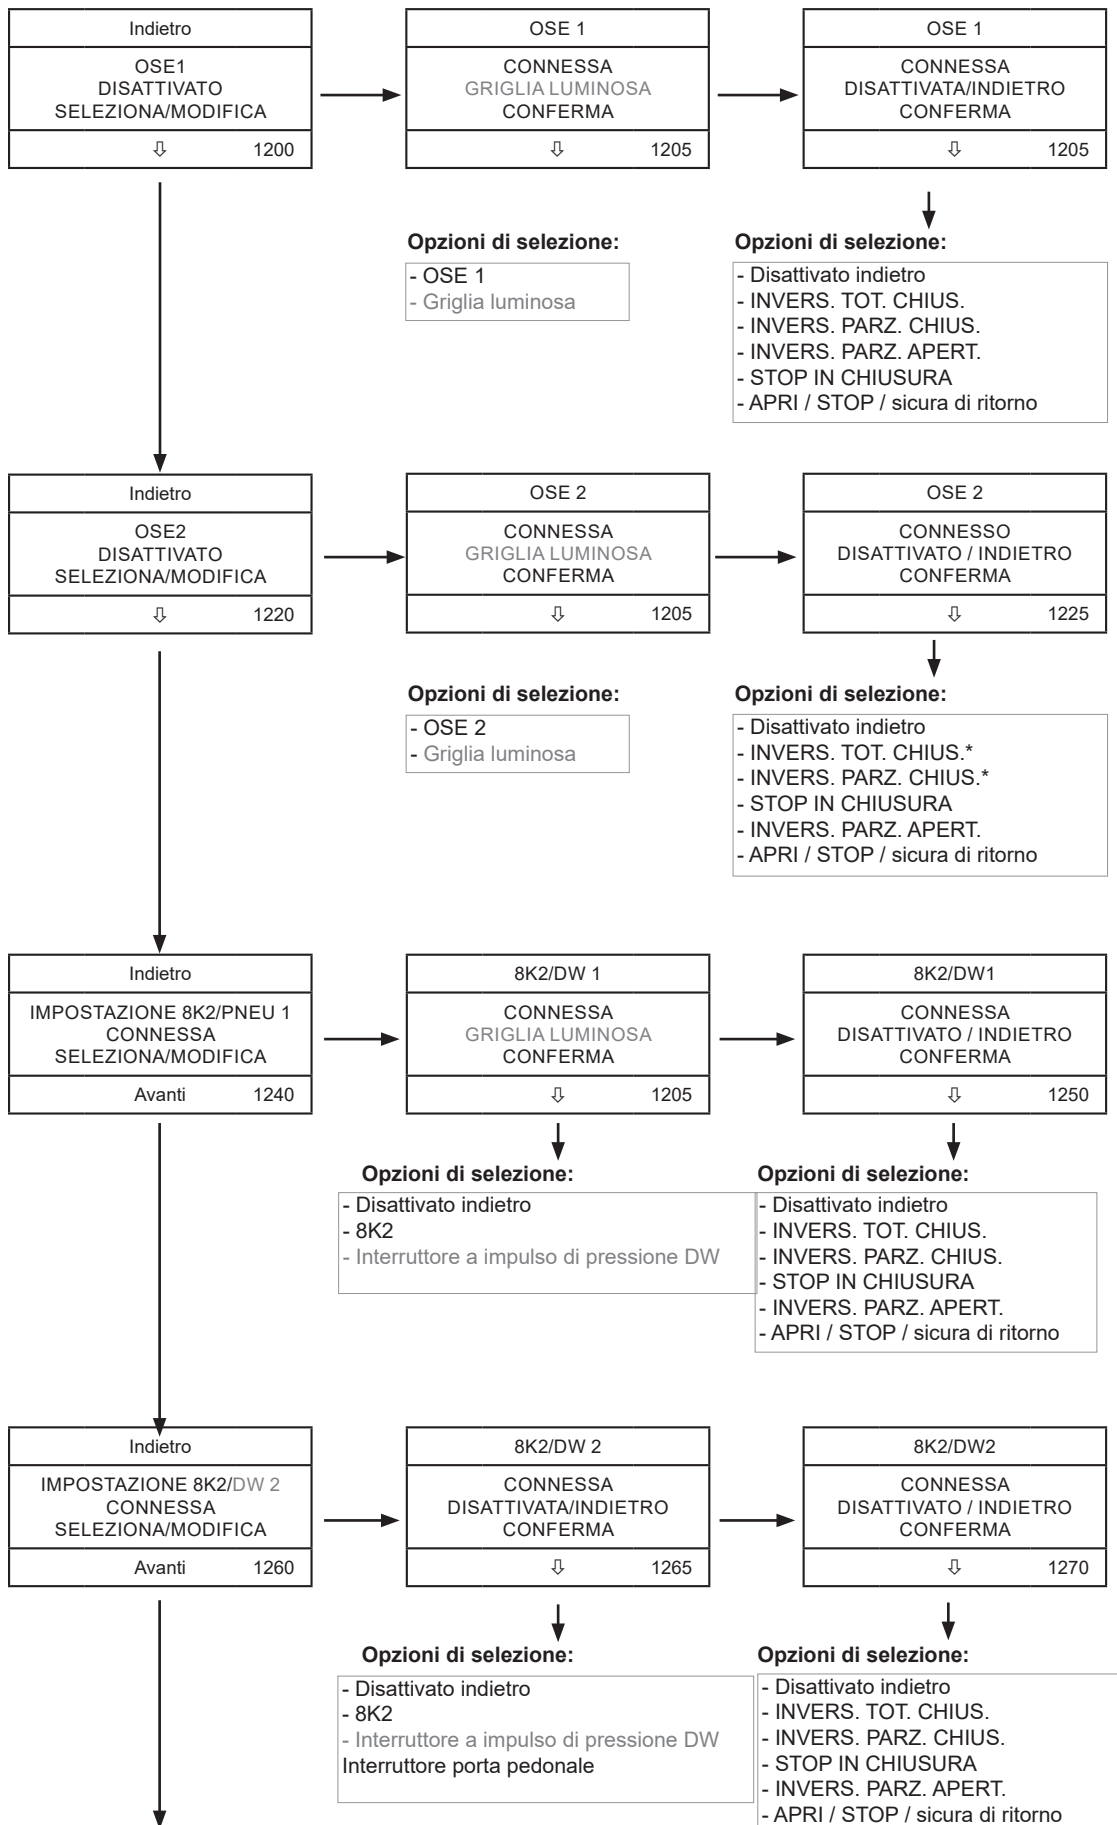 Indietro
OSE1
DISATTIVATO
SELEZIONA/MODIFICA
⇩ 1200
OSE 1
CONNESSA
GRIGLIA LUMINOSA
CONFERMA
⇩ 1205
OSE 1
CONNESSA
DISATTIVATA/INDIETRO
CONFERMA
⇩ 1205
Opzioni di selezione:
- OSE 1
- Griglia luminosa
Opzioni di selezione:
- Disattivato indietro
- INVERS. TOT. CHIUS.
- INVERS. PARZ. CHIUS.
- INVERS. PARZ. APERT.
- STOP IN CHIUSURA
- APRI / STOP / sicura di ritorno
Indietro
OSE2
DISATTIVATO
SELEZIONA/MODIFICA
⇩ 1220
OSE 2
CONNESSA
GRIGLIA LUMINOSA
CONFERMA
⇩ 1205
OSE 2
CONNESSO
DISATTIVATO / INDIETRO
CONFERMA
⇩ 1225
Opzioni di selezione:
- OSE 2
- Griglia luminosa
Opzioni di selezione:
- Disattivato indietro
- INVERS. TOT. CHIUS.*
- INVERS. PARZ. CHIUS.*
- STOP IN CHIUSURA
- INVERS. PARZ. APERT.
- APRI / STOP / sicura di ritorno
Indietro
IMPOSTAZIONE 8K2/PNEU 1
CONNESSA
SELEZIONA/MODIFICA
Avanti 1240
8K2/DW 1
CONNESSA
GRIGLIA LUMINOSA
CONFERMA
⇩ 1205
8K2/DW1
CONNESSA
DISATTIVATO / INDIETRO
CONFERMA
⇩ 1250
Opzioni di selezione:
- Disattivato indietro
- 8K2
- Interruttore a impulso di pressione DW
Opzioni di selezione:
- Disattivato indietro
- INVERS. TOT. CHIUS.
- INVERS. PARZ. CHIUS.
- STOP IN CHIUSURA
- INVERS. PARZ. APERT.
- APRI / STOP / sicura di ritorno
Indietro
IMPOSTAZIONE 8K2/DW 2
CONNESSA
SELEZIONA/MODIFICA
Avanti 1260
8K2/DW 2
CONNESSA
DISATTIVATA/INDIETRO
CONFERMA
⇩ 1265
8K2/DW2
CONNESSA
DISATTIVATO / INDIETRO
CONFERMA
⇩ 1270
Opzioni di selezione:
- Disattivato indietro
- 8K2
- Interruttore a impulso di pressione DW
Interruttore porta pedonale
Opzioni di selezione:
- Disattivato indietro
- INVERS. TOT. CHIUS.
- INVERS. PARZ. CHIUS.
- STOP IN CHIUSURA
- INVERS. PARZ. APERT.
- APRI / STOP / sicura di ritorno